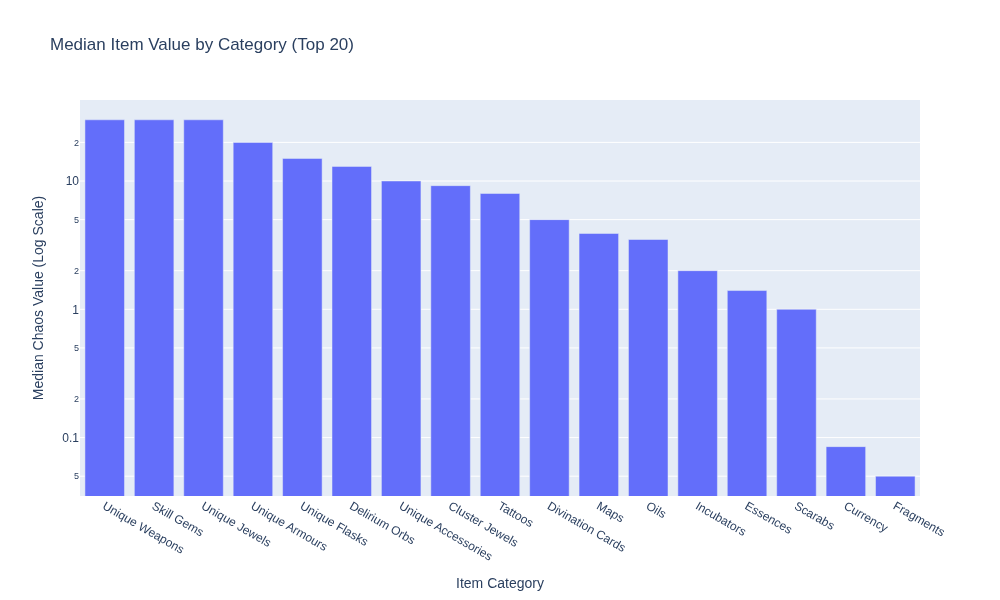 Median Item Value by Category (Top 20)
Median Chaos Value (Log Scale)
2
10
5
2
1
5
2
0.1
5
Unique Weapons
Skill Gems
Unique Jewels
Unique Armours
Unique Flasks
Delirium Orbs
Unique Accessories
Cluster Jewels
Tattoos
Divination Cards
Maps
Oils
Incubators
Essences
Scarabs
Currency
Fragments
Item Category